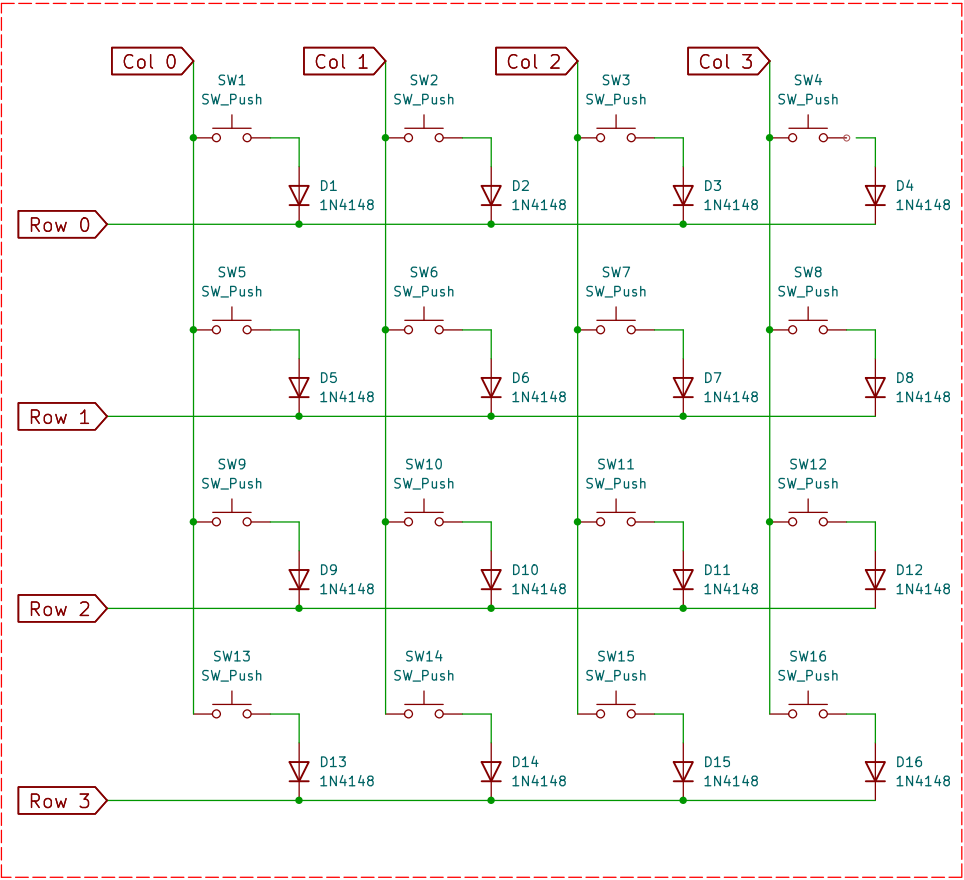 Col 0
Col 1
Col 2
Col 3
SW1
SW_Push
SW2
SW_Push
SW3
SW_Push
SW4
SW_Push
D1
1N4148
D2
1N4148
D3
1N4148
D4
1N4148
Row 0
SW5
SW_Push
SW6
SW_Push
SW7
SW_Push
SW8
SW_Push
D5
1N4148
D6
1N4148
D7
1N4148
D8
1N4148
Row 1
SW9
SW_Push
SW10
SW_Push
SW11
SW_Push
SW12
SW_Push
D9
1N4148
D10
1N4148
D11
1N4148
D12
1N4148
Row 2
SW13
SW_Push
SW14
SW_Push
SW15
SW_Push
SW16
SW_Push
D13
1N4148
D14
1N4148
D15
1N4148
D16
1N4148
Row 3